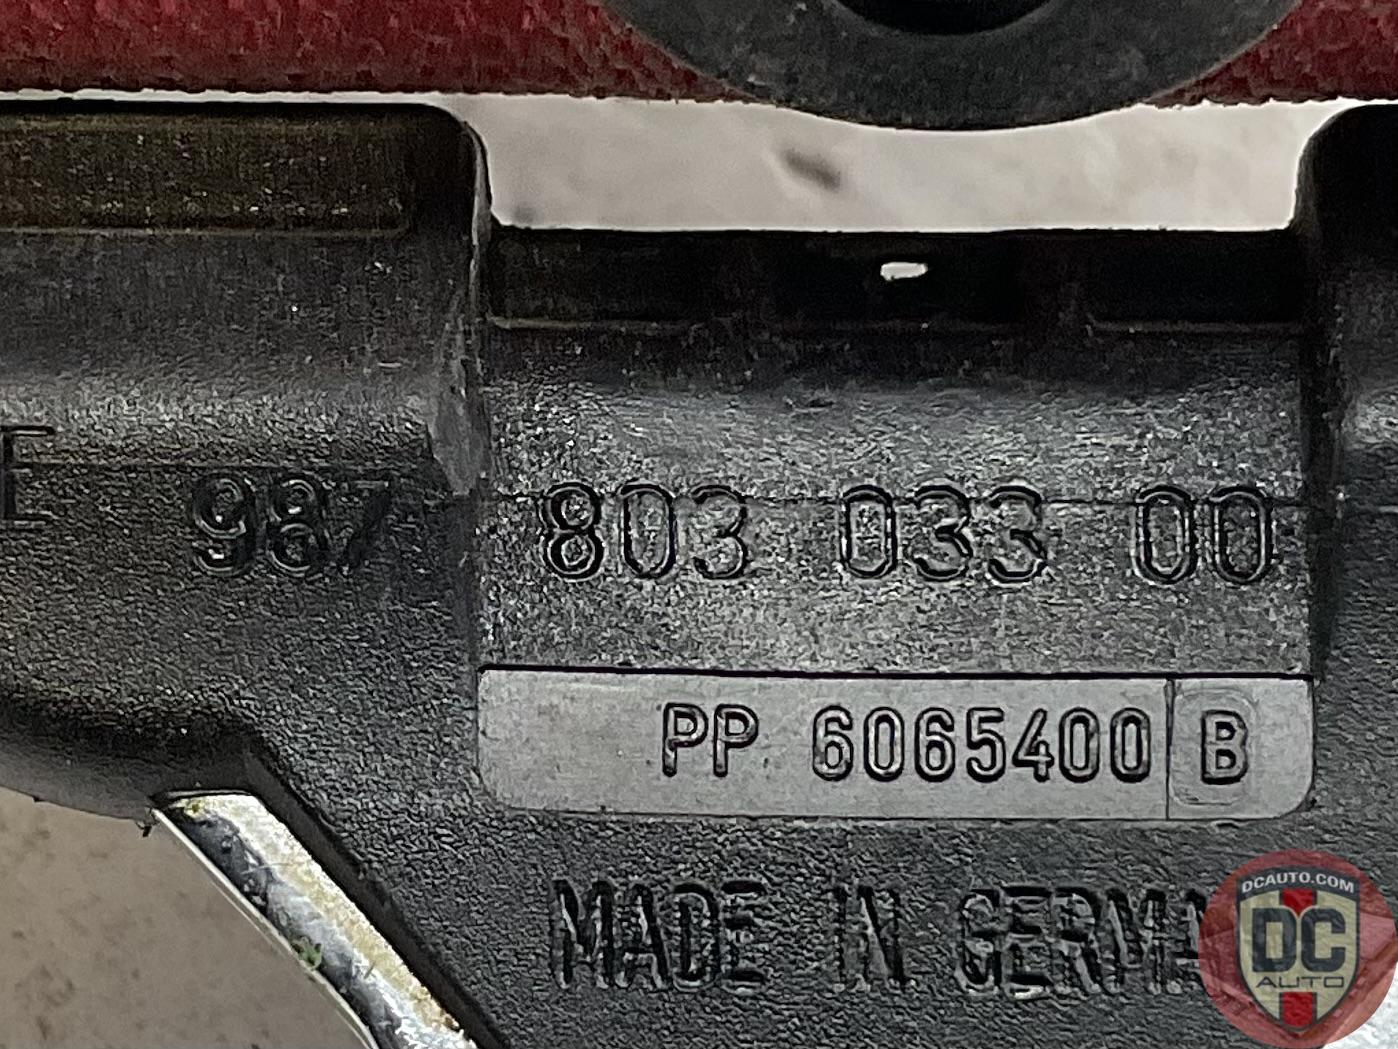 E 987 803 033 00
PP 6065400 B
MADE IN GERMA
DCAUTO.COM
DC
AUTO